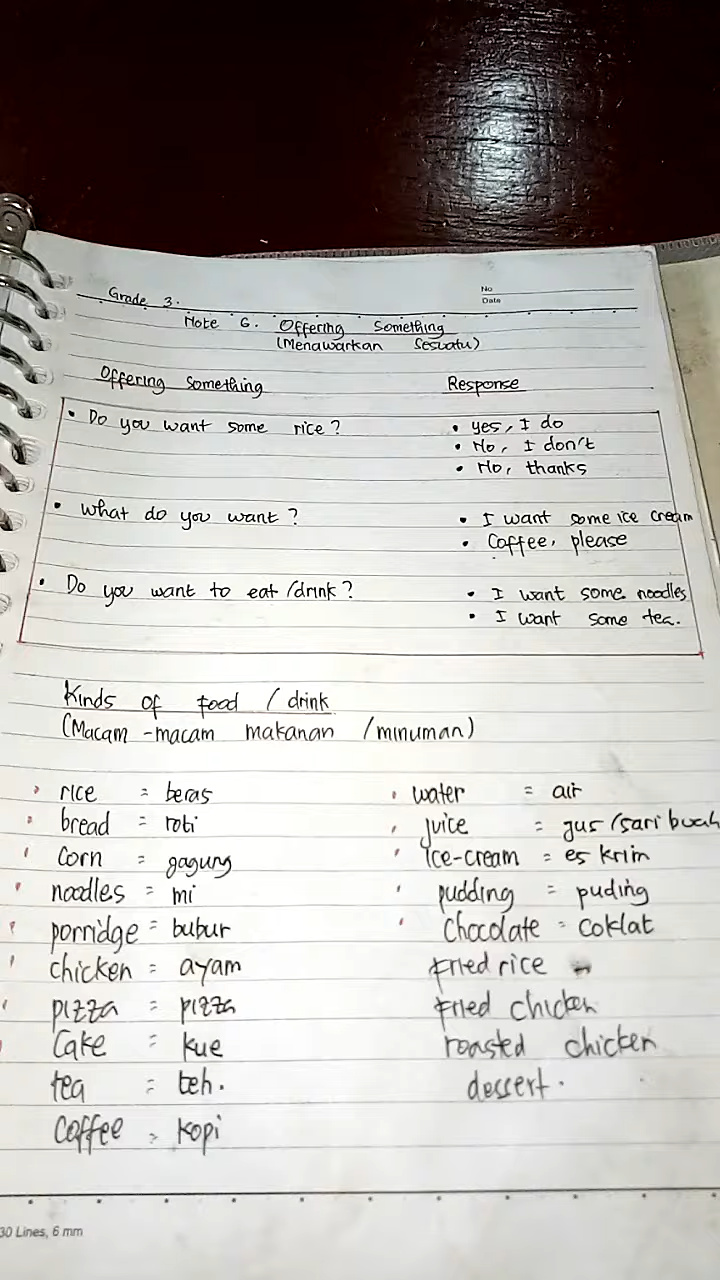 No
Grade 3.
Date
Note 6. Offering Something
(Menawarkan Sesuatu)
Offering Something Response
• Do you want some rice? • yes, I do
• No, I don't
• No, thanks
• What do you want? • I want some ice cream
• Coffee, please
• Do you want to eat/drink? • I want some noodles
• I want some tea.
Kinds of food / drink
(Macam-macam makanan /minuman)
• rice = beras • water = air
• bread = roti • juice = jus/sari buah
• Corn = jagung • Ice-cream = es krim
• noodles = mi • pudding = puding
• porridge = bubur • chocolate = coklat
• chicken = ayam fried rice -
• pizza = pizza fried chicken
• Cake = kue roasted chicken
tea = teh. dessert.
Coffee = kopi
30 Lines, 6 mm